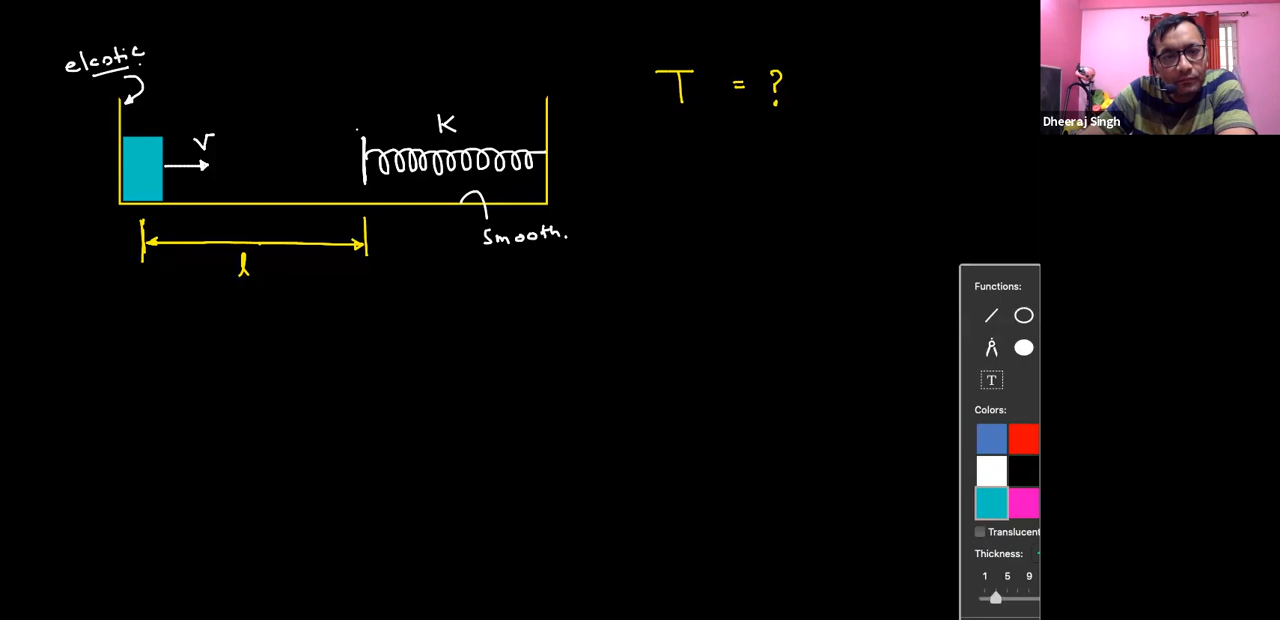 elastic
T = ?
Dheeraj Singh
v
K
Smooth.
l
Functions:
T
Colors:
Translucent
Thickness:
1 5 9